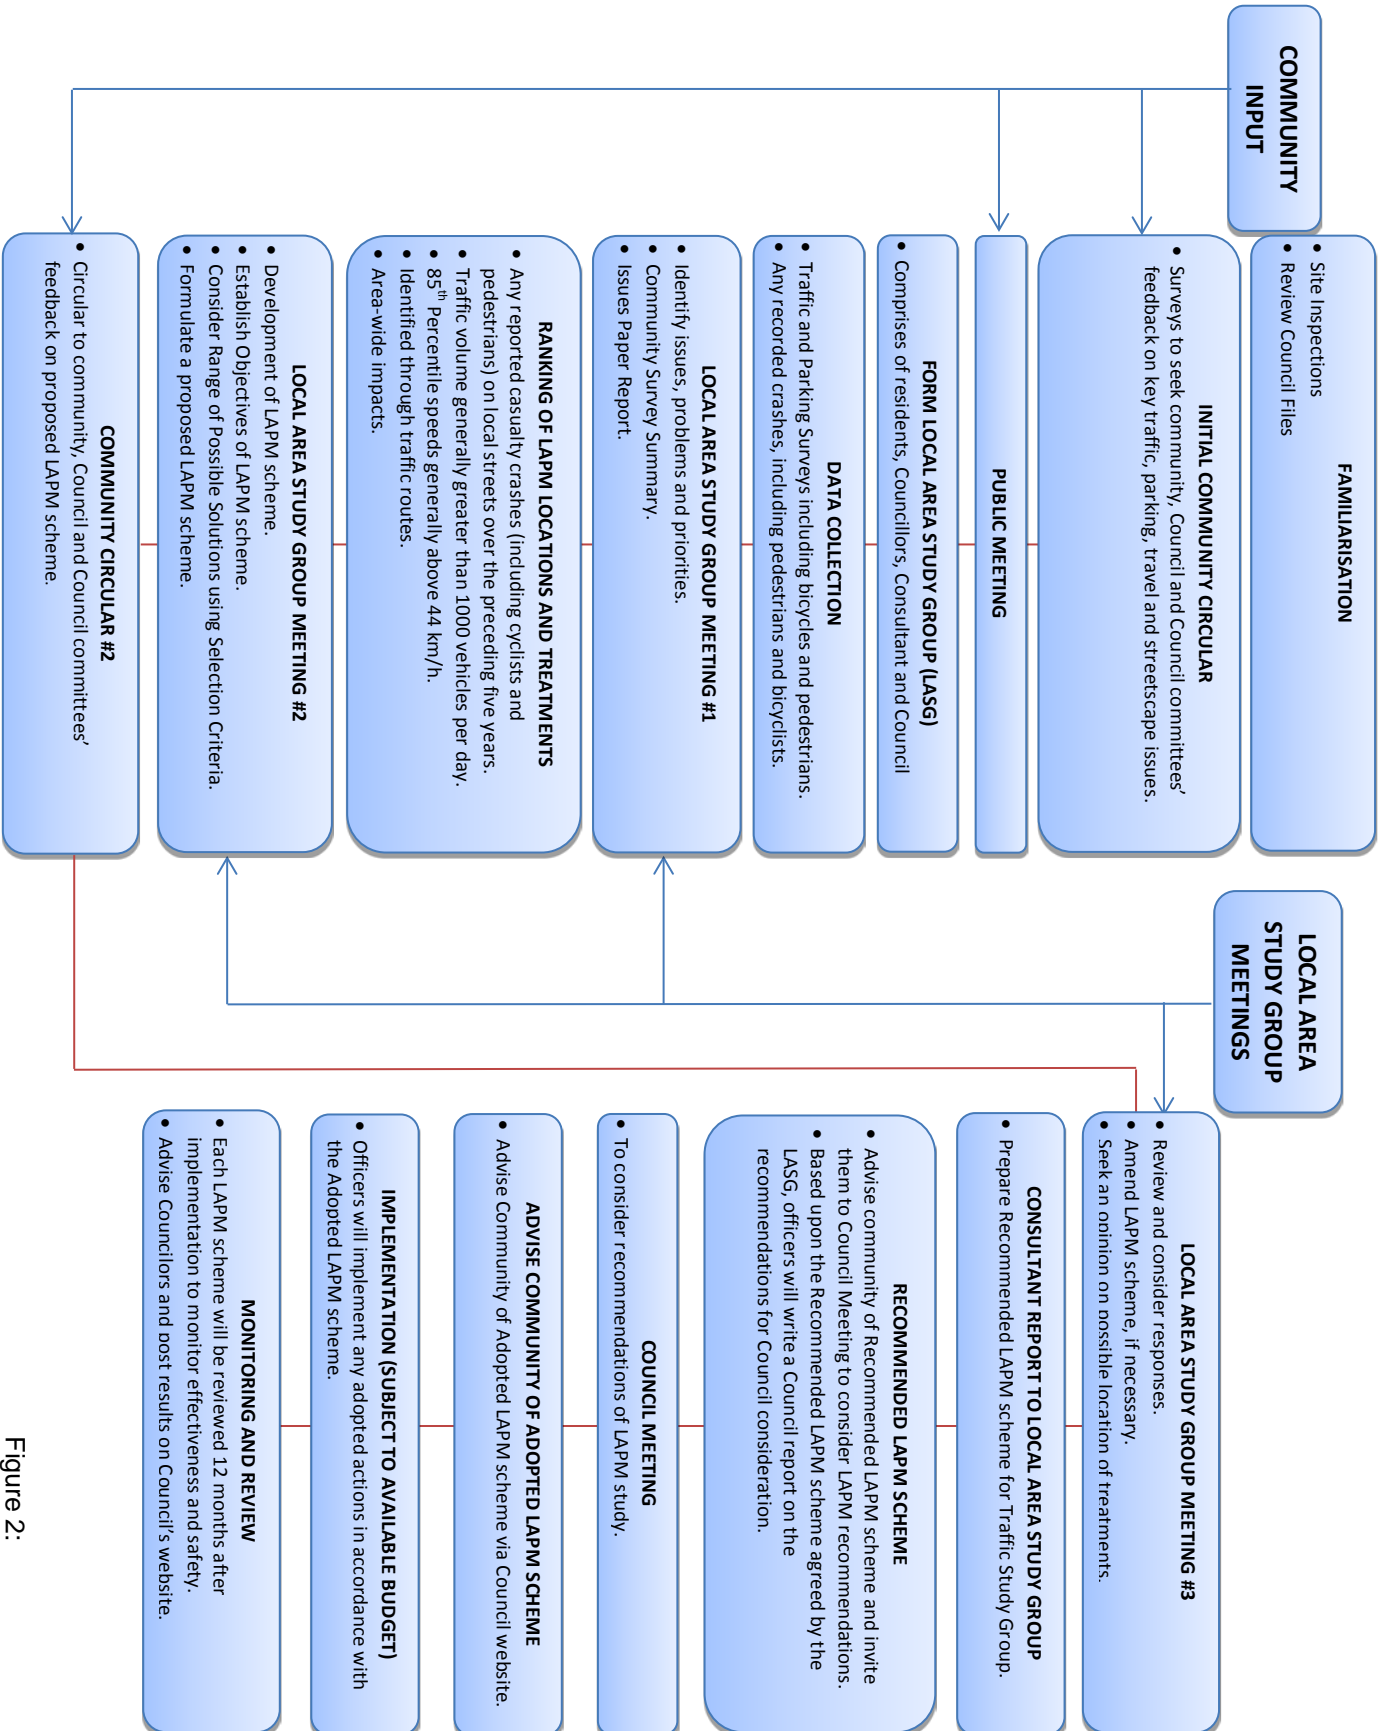 COMMUNITY
INPUT
FAMILIARISATION
• Site Inspections
• Review Council Files
INITIAL COMMUNITY CIRCULAR
• Surveys to seek community, Council and Council committees’
feedback on key traffic, parking, travel and streetscape issues.
PUBLIC MEETING
FORM LOCAL AREA STUDY GROUP (LASG)
• Comprises of residents, Councillors, Consultant and Council
DATA COLLECTION
• Traffic and Parking Surveys including bicycles and pedestrians.
• Any recorded crashes, including pedestrians and bicyclists.
LOCAL AREA STUDY GROUP MEETING #1
• Identify issues, problems and priorities.
• Community Survey Summary.
• Issues Paper Report.
RANKING OF LAPM LOCATIONS AND TREATMENTS
• Any reported casualty crashes (including cyclists and
pedestrians) on local streets over the preceding five years.
• Traffic volume generally greater than 1000 vehicles per day.
• 85th Percentile speeds generally above 44 km/h.
• Identified through traffic routes.
• Area-wide impacts.
LOCAL AREA STUDY GROUP MEETING #2
• Development of LAPM scheme.
• Establish Objectives of LAPM scheme.
• Consider Range of Possible Solutions using Selection Criteria.
• Formulate a proposed LAPM scheme.
COMMUNITY CIRCULAR #2
• Circular to community, Council and Council committees’
feedback on proposed LAPM scheme.
LOCAL AREA
STUDY GROUP
MEETINGS
LOCAL AREA STUDY GROUP MEETING #3
• Review and consider responses.
• Amend LAPM scheme, if necessary.
• Seek an opinion on possible location of treatments.
CONSULTANT REPORT TO LOCAL AREA STUDY GROUP
• Prepare Recommended LAPM scheme for Traffic Study Group.
RECOMMENDED LAPM SCHEME
• Advise community of Recommended LAPM scheme and invite
them to Council Meeting to consider LAPM recommendations.
• Based upon the Recommended LAPM scheme agreed by the
LASG, officers will write a Council report on the
recommendations for Council consideration.
COUNCIL MEETING
• To consider recommendations of LAPM study.
ADVISE COMMUNITY OF ADOPTED LAPM SCHEME
• Advise Community of Adopted LAPM scheme via Council website.
IMPLEMENTATION (SUBJECT TO AVAILABLE BUDGET)
• Officers will implement any adopted actions in accordance with
the Adopted LAPM scheme.
MONITORING AND REVIEW
• Each LAPM scheme will be reviewed 12 months after
implementation to monitor effectiveness and safety.
• Advise Councilors and post results on Council’s website.
Figure 2: